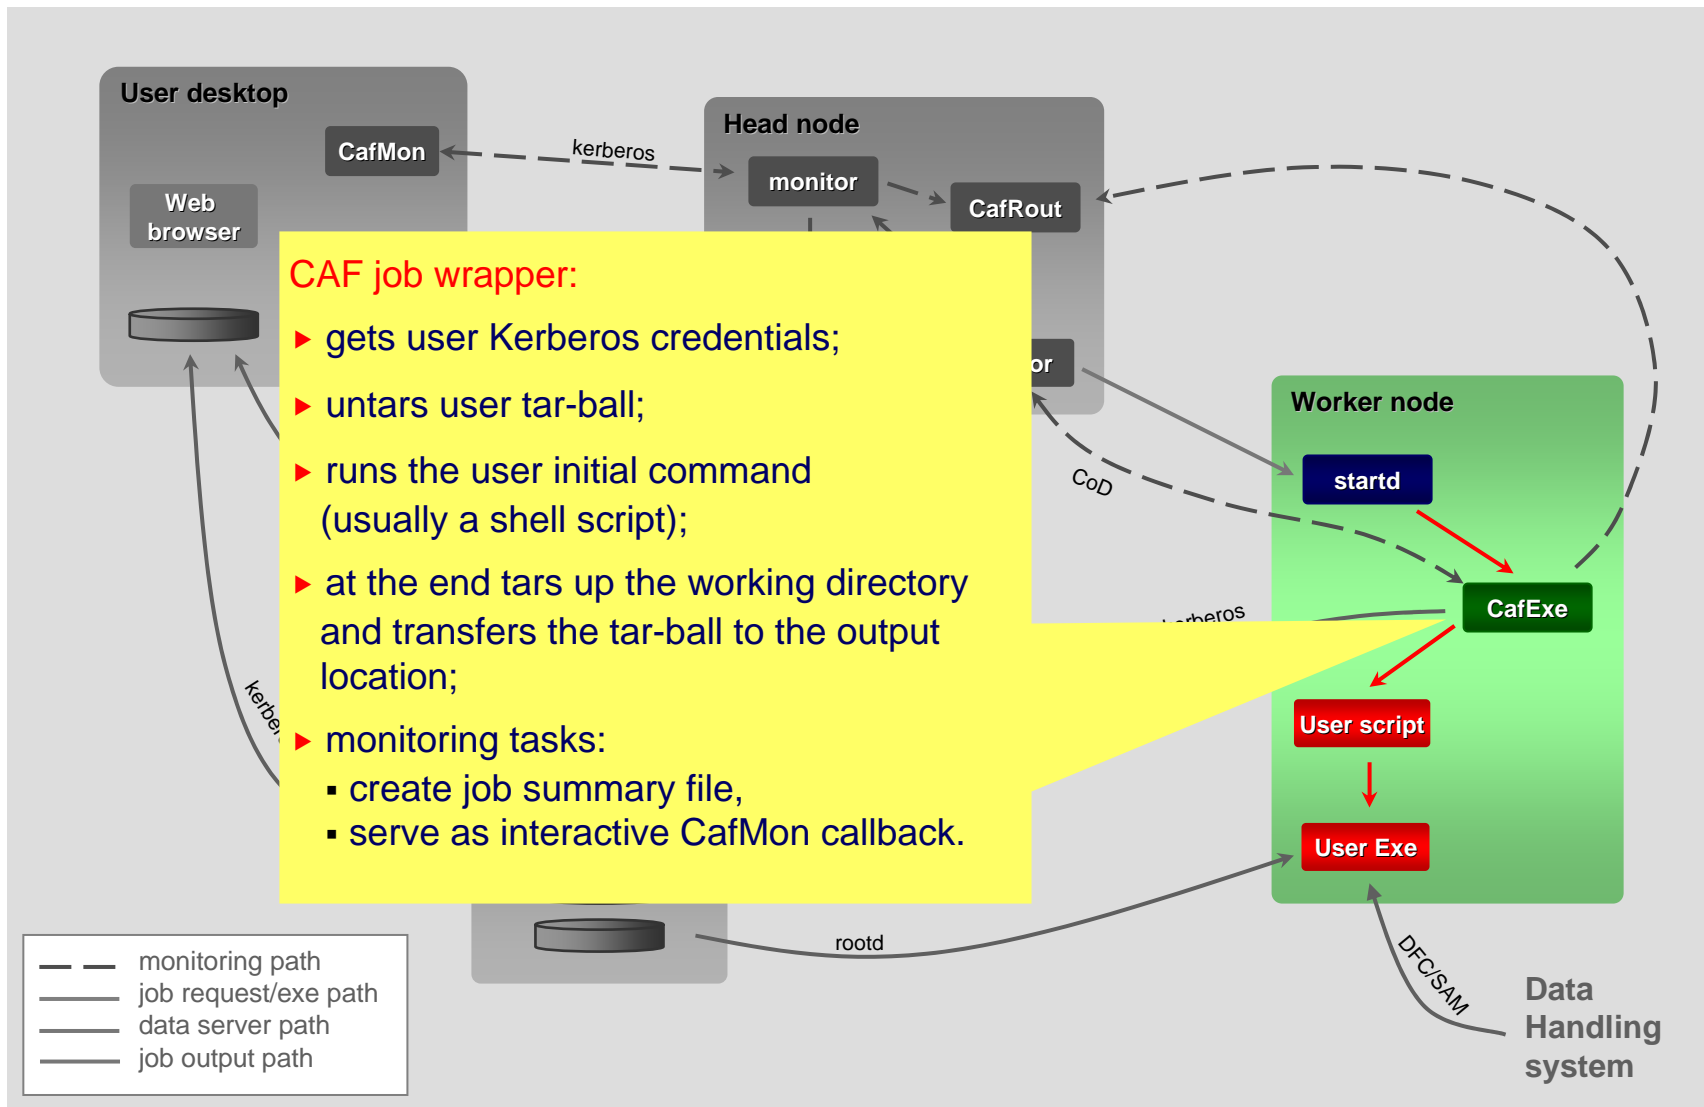 User desktop
CafMon
Web
browser
kerberos
Head node
monitor
CafRout
or
CoD
Worker node
startd
CafExe
User script
User Exe
CAF job wrapper:
gets user Kerberos credentials;
untars user tar-ball;
runs the user initial command
(usually a shell script);
at the end tars up the working directory
and transfers the tar-ball to the output
location;
monitoring tasks:
▪ create job summary file,
▪ serve as interactive CafMon callback.
rootd
DFC/SAM
Data
Handling
system
monitoring path
job request/exe path
data server path
job output path